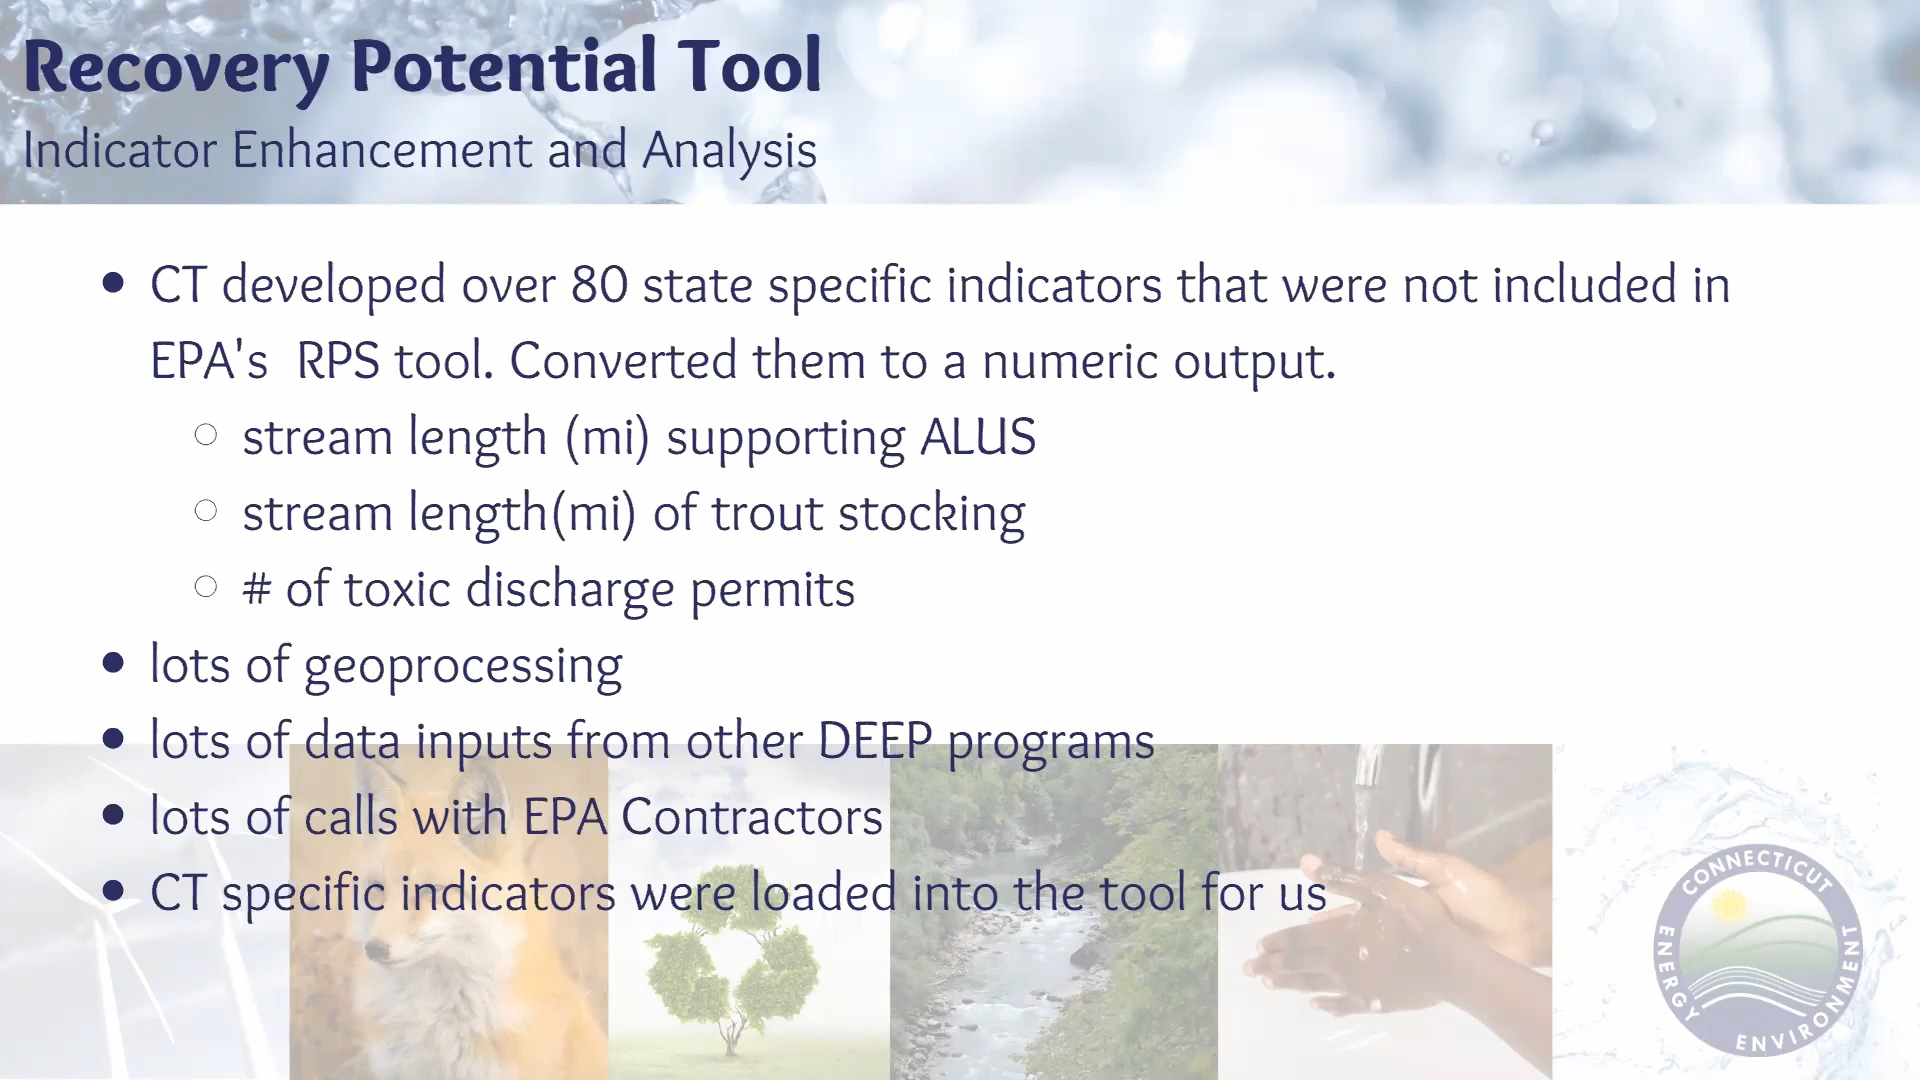 Recovery Potential Tool
Indicator Enhancement and Analysis
• CT developed over 80 state specific indicators that were not included in
EPA's  RPS tool. Converted them to a numeric output.
○ stream length (mi) supporting ALUS
○ stream length(mi) of trout stocking
○ # of toxic discharge permits
• lots of geoprocessing
• lots of data inputs from other DEEP programs
• lots of calls with EPA Contractors
• CT specific indicators were loaded into the tool for us
CONNECTICUT
ENERGY
ENVIRONMENT